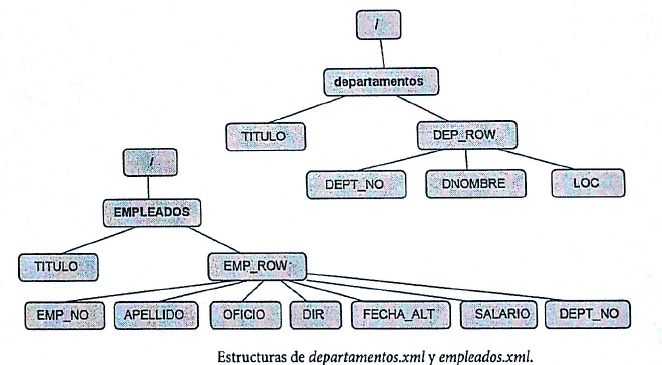 /
departamentos
TITULO
DEP_ROW
DEPT_NO DNOMBRE LOC
/
EMPLEADOS
TITULO
EMP_ROW
EMP_NO APELLIDO OFICIO DIR FECHA_ALT SALARIO DEPT_NO
Estructuras de departamentos.xml y empleados.xml.